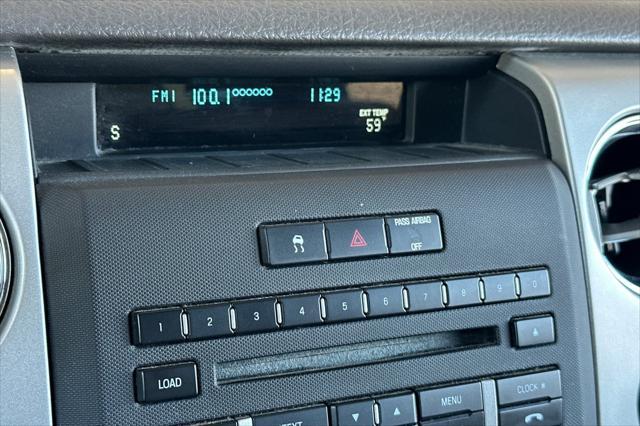 FM1 100.1°°°°°° 11:29
EXT TEMP
S 59°
PASS AIRBAG
OFF
1 2 3 4 5 6 7 8 9 0
LOAD
MENU CLOCK
TEXT